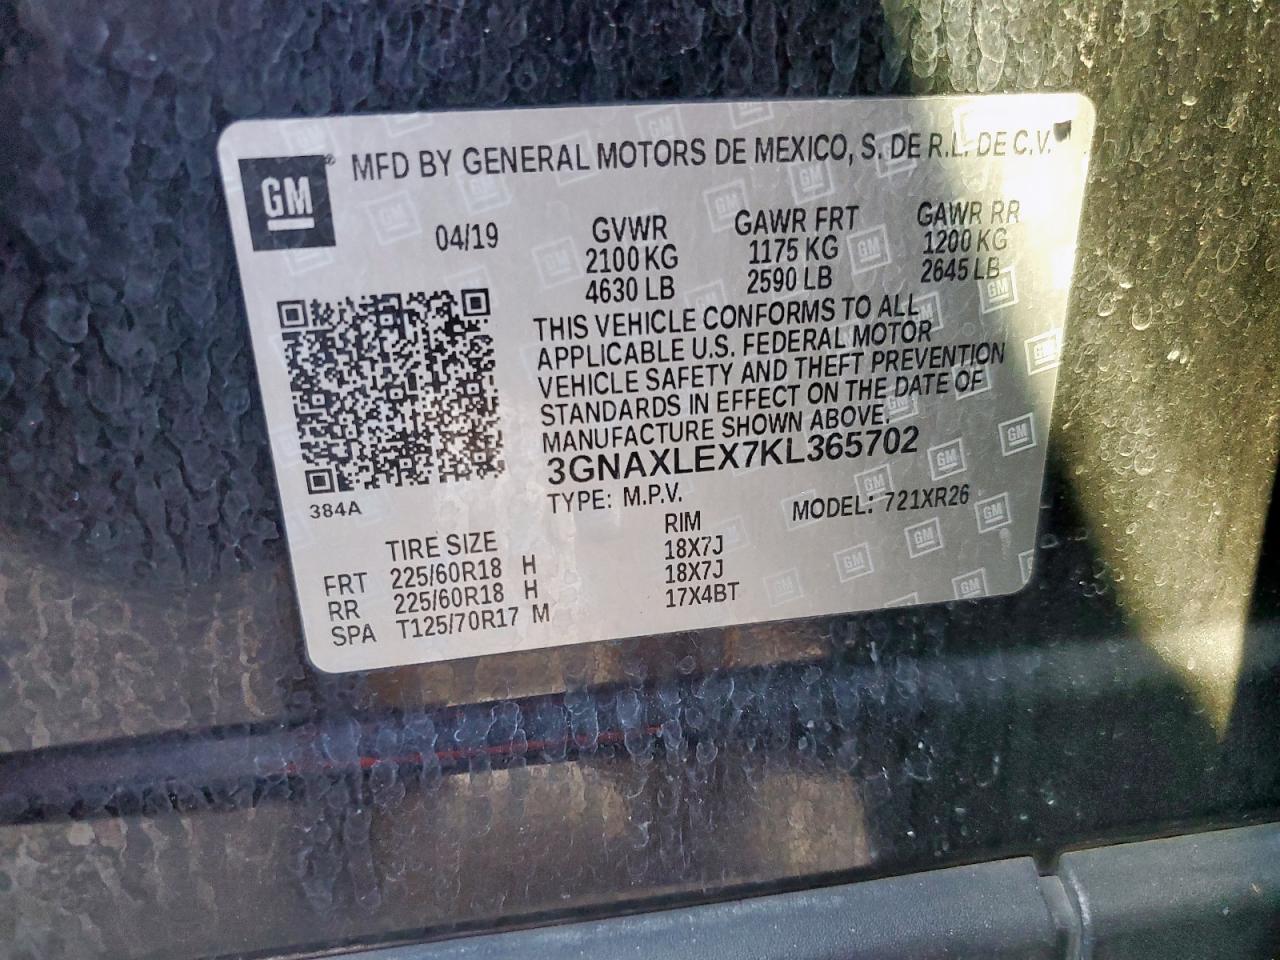 GM® MFD BY GENERAL MOTORS DE MEXICO, S. DE R.L. DE C.V.
04/19 GVWR GAWR FRT GAWR RR
2100 KG 1175 KG 1200 KG
4630 LB 2590 LB 2645 LB
THIS VEHICLE CONFORMS TO ALL
APPLICABLE U.S. FEDERAL MOTOR
VEHICLE SAFETY AND THEFT PREVENTION
STANDARDS IN EFFECT ON THE DATE OF
MANUFACTURE SHOWN ABOVE.
3GNAXLEX7KL365702
TYPE: M.P.V. MODEL: 721XR26
384A
TIRE SIZE RIM
FRT 225/60R18 H 18X7J
RR 225/60R18 H 18X7J
SPA T125/70R17 M 17X4BT